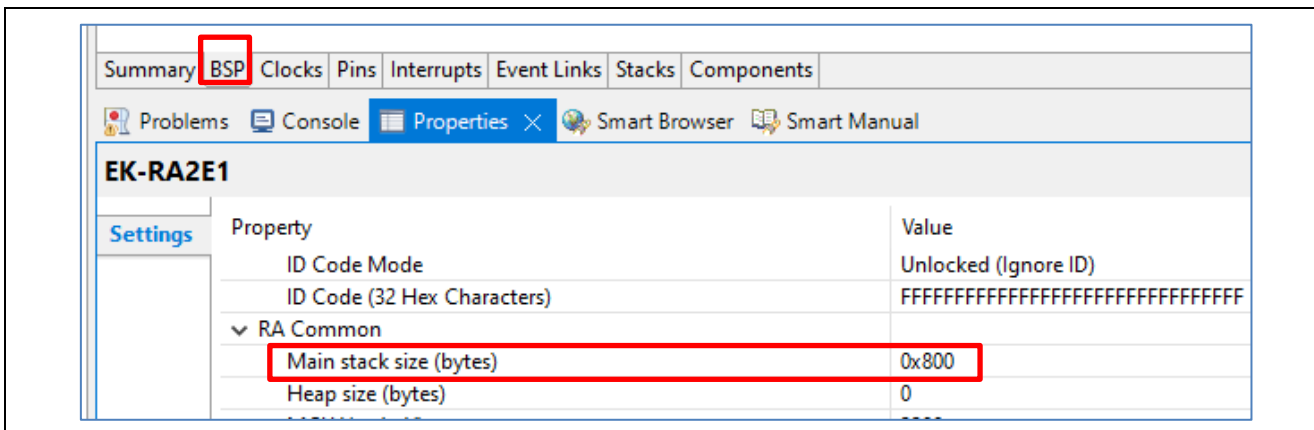 Summary BSP Clocks Pins Interrupts Event Links Stacks Components
Problems Console Properties Smart Browser Smart Manual
EK-RA2E1
Settings
Property Value
ID Code Mode Unlocked (Ignore ID)
ID Code (32 Hex Characters) FFFFFFFFFFFFFFFFFFFFFFFFFFFFFFFF
RA Common
Main stack size (bytes) 0x800
Heap size (bytes) 0